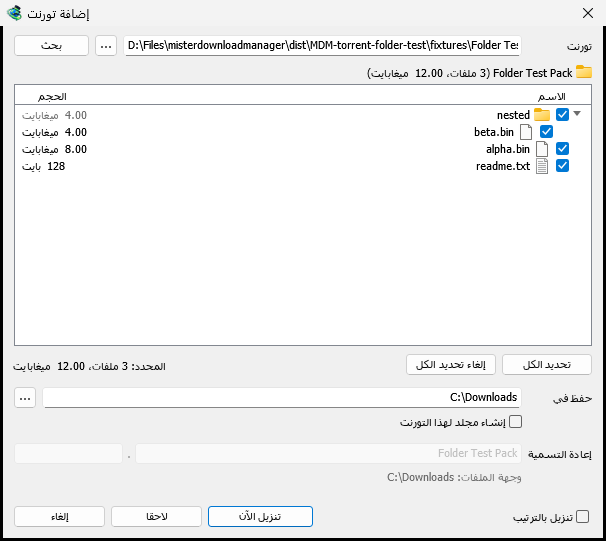 إضافة تورنت
تورنت D:\Files\misterdownloadmanager\dist\MDM-torrent-folder-test\fixtures\Folder Tes ... بحث
Folder Test Pack (3 ملفات، 12.00 ميغابايت)
الاسم الحجم
nested 4.00 ميغابايت
beta.bin 4.00 ميغابايت
alpha.bin 8.00 ميغابايت
readme.txt 128 بايت
تحديد الكل إلغاء تحديد الكل المحدد: 3 ملفات، 12.00 ميغابايت
حفظ في C:\Downloads ...
إنشاء مجلد لهذا التورنت
إعادة التسمية Folder Test Pack .
وجهة الملفات: C:\Downloads
تنزيل بالترتيب تنزيل الآن لاحقا إلغاء